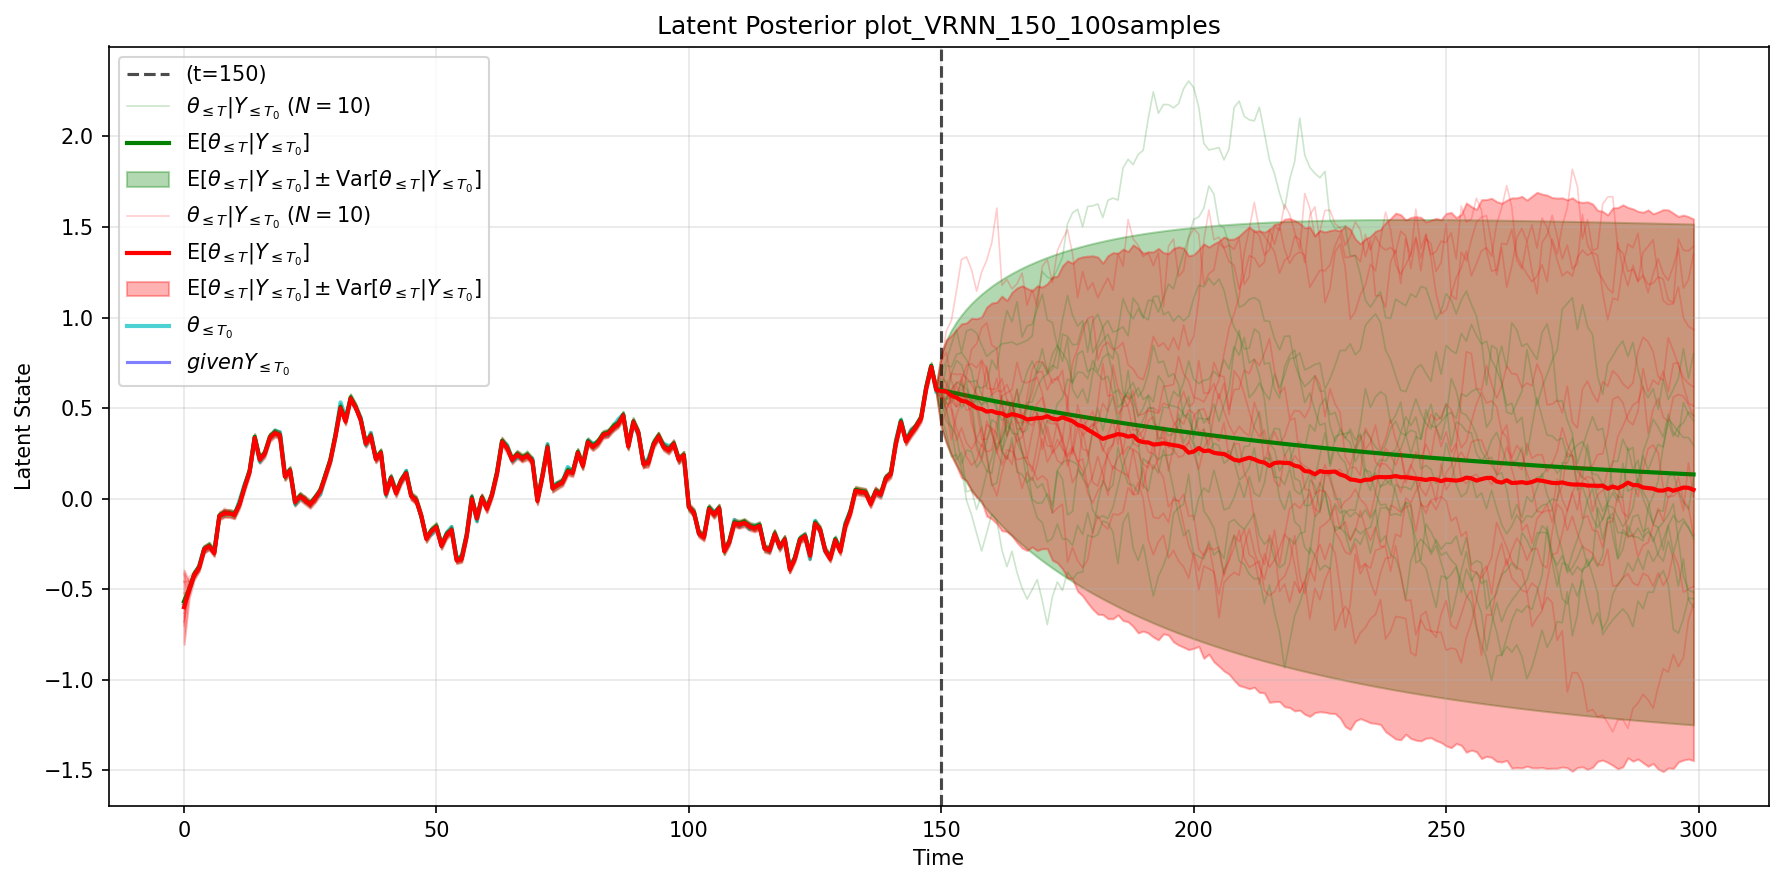 Latent Posterior plot_VRNN_150_100samples
(t=150)
θ≤T|Y≤T₀ (N = 10)
E[θ≤T|Y≤T₀]
E[θ≤T|Y≤T₀] ± Var[θ≤T|Y≤T₀]
θ≤T|Y≤T₀ (N = 10)
E[θ≤T|Y≤T₀]
E[θ≤T|Y≤T₀] ± Var[θ≤T|Y≤T₀]
θ≤T₀
givenY≤T₀
Latent State
2.0
1.5
1.0
0.5
0.0
−0.5
−1.0
−1.5
0 50 100 150 200 250 300
Time